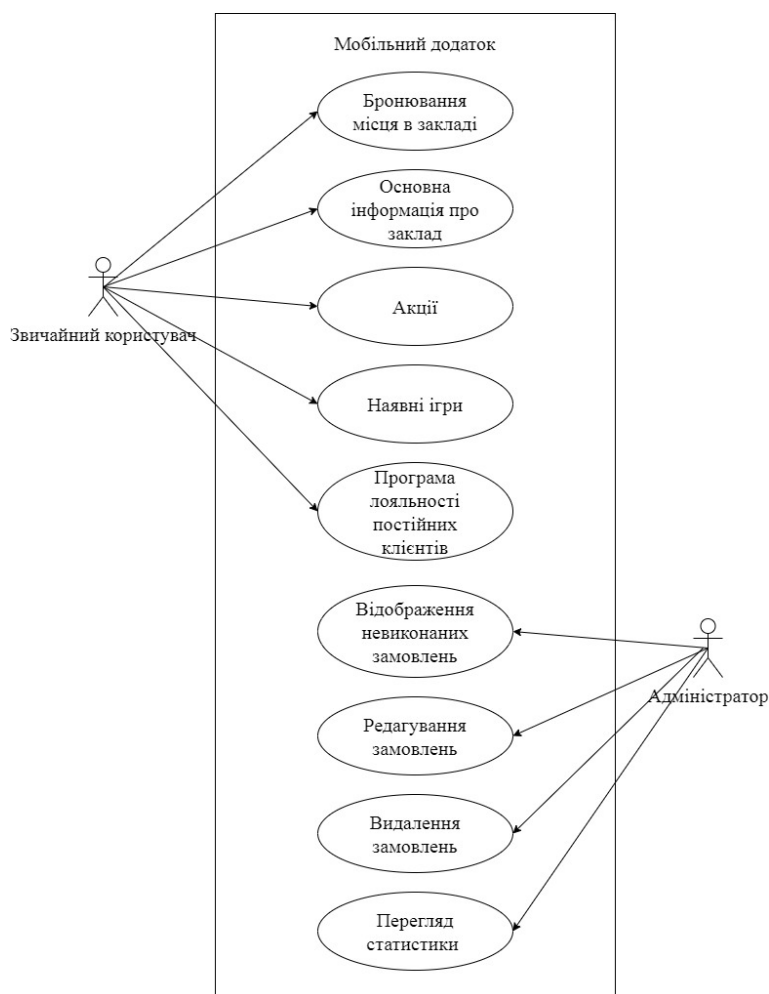 Мобільний додаток
Бронювання
місця в закладі
Основна
інформація про
заклад
Звичайний користувач
Акції
Наявні ігри
Програма
лояльності
постійних
клієнтів
Відображення
невиконаних
замовлень
Адміністратор
Редагування
замовлень
Видалення
замовлень
Перегляд
статистики